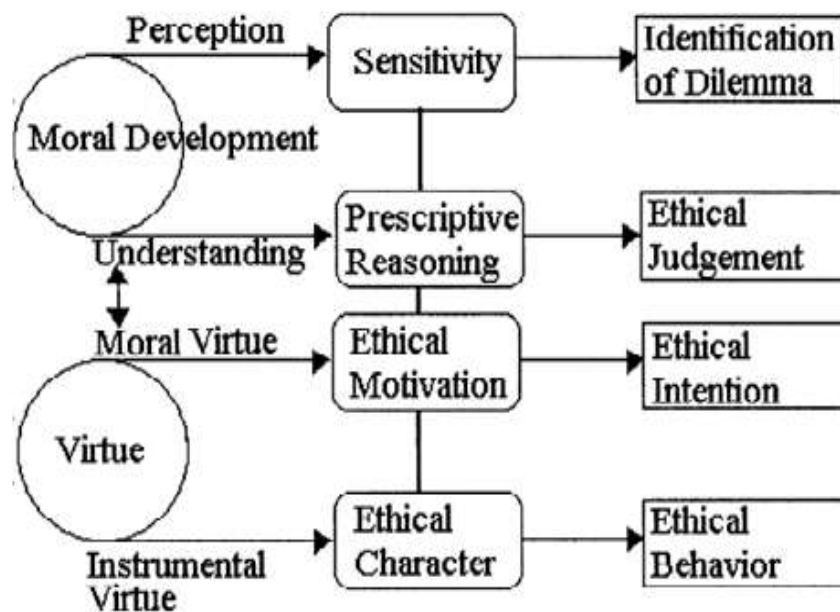 Perception
Sensitivity
Identification
of Dilemma
Moral Development
Understanding
Prescriptive
Reasoning
Ethical
Judgement
Moral Virtue
Ethical
Motivation
Ethical
Intention
Virtue
Instrumental
Virtue
Ethical
Character
Ethical
Behavior